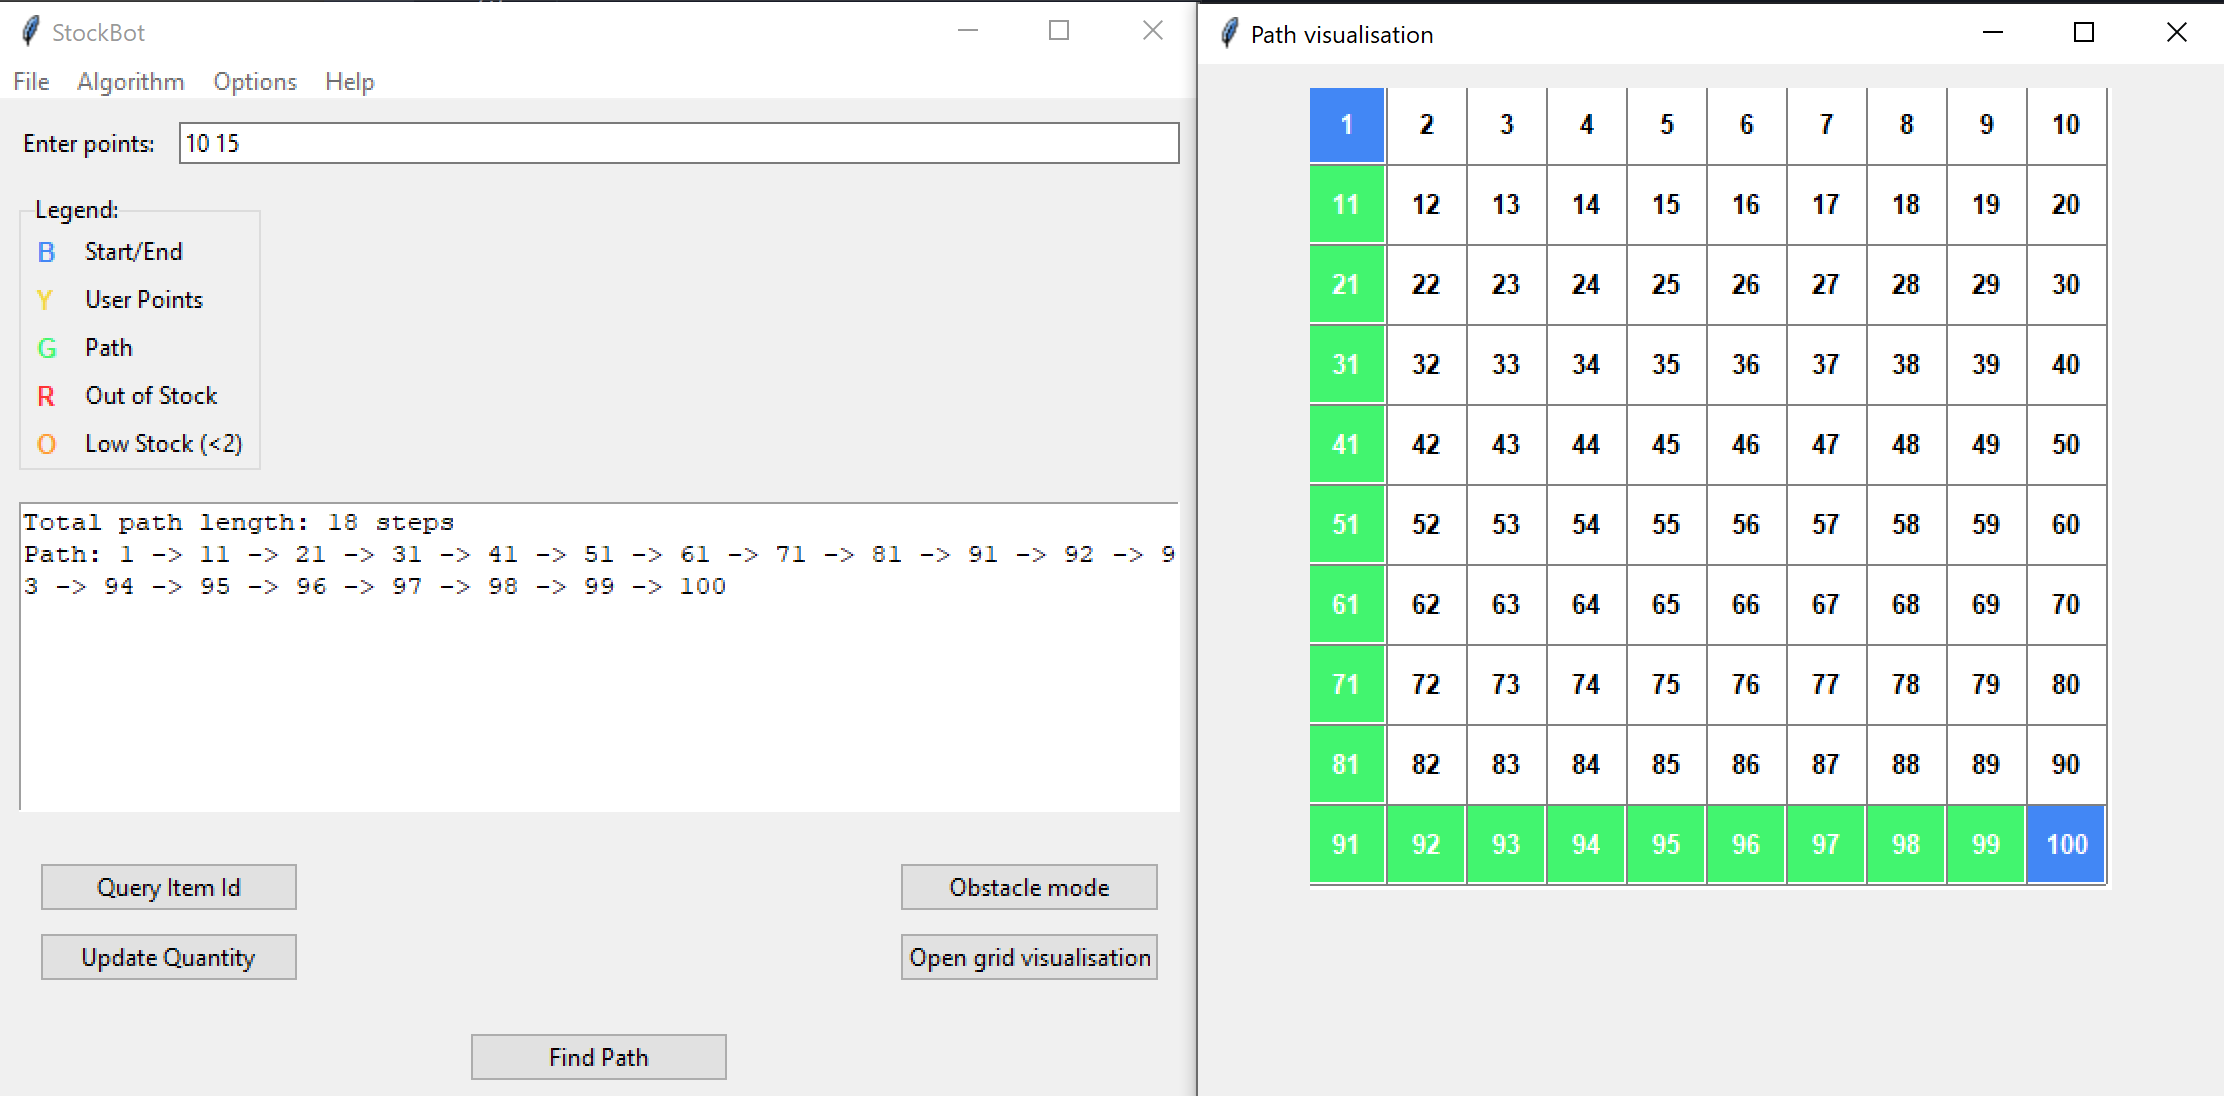 StockBot
File Algorithm Options Help
Enter points: 10 15
Legend:
B Start/End
Y User Points
G Path
R Out of Stock
O Low Stock (<2)
Total path length: 18 steps
Path: 1 -> 11 -> 21 -> 31 -> 41 -> 51 -> 61 -> 71 -> 81 -> 91 -> 92 -> 9
3 -> 94 -> 95 -> 96 -> 97 -> 98 -> 99 -> 100
Query Item Id
Obstacle mode
Update Quantity
Open grid visualisation
Find Path
Path visualisation
1 2 3 4 5 6 7 8 9 10
11 12 13 14 15 16 17 18 19 20
21 22 23 24 25 26 27 28 29 30
31 32 33 34 35 36 37 38 39 40
41 42 43 44 45 46 47 48 49 50
51 52 53 54 55 56 57 58 59 60
61 62 63 64 65 66 67 68 69 70
71 72 73 74 75 76 77 78 79 80
81 82 83 84 85 86 87 88 89 90
91 92 93 94 95 96 97 98 99 100